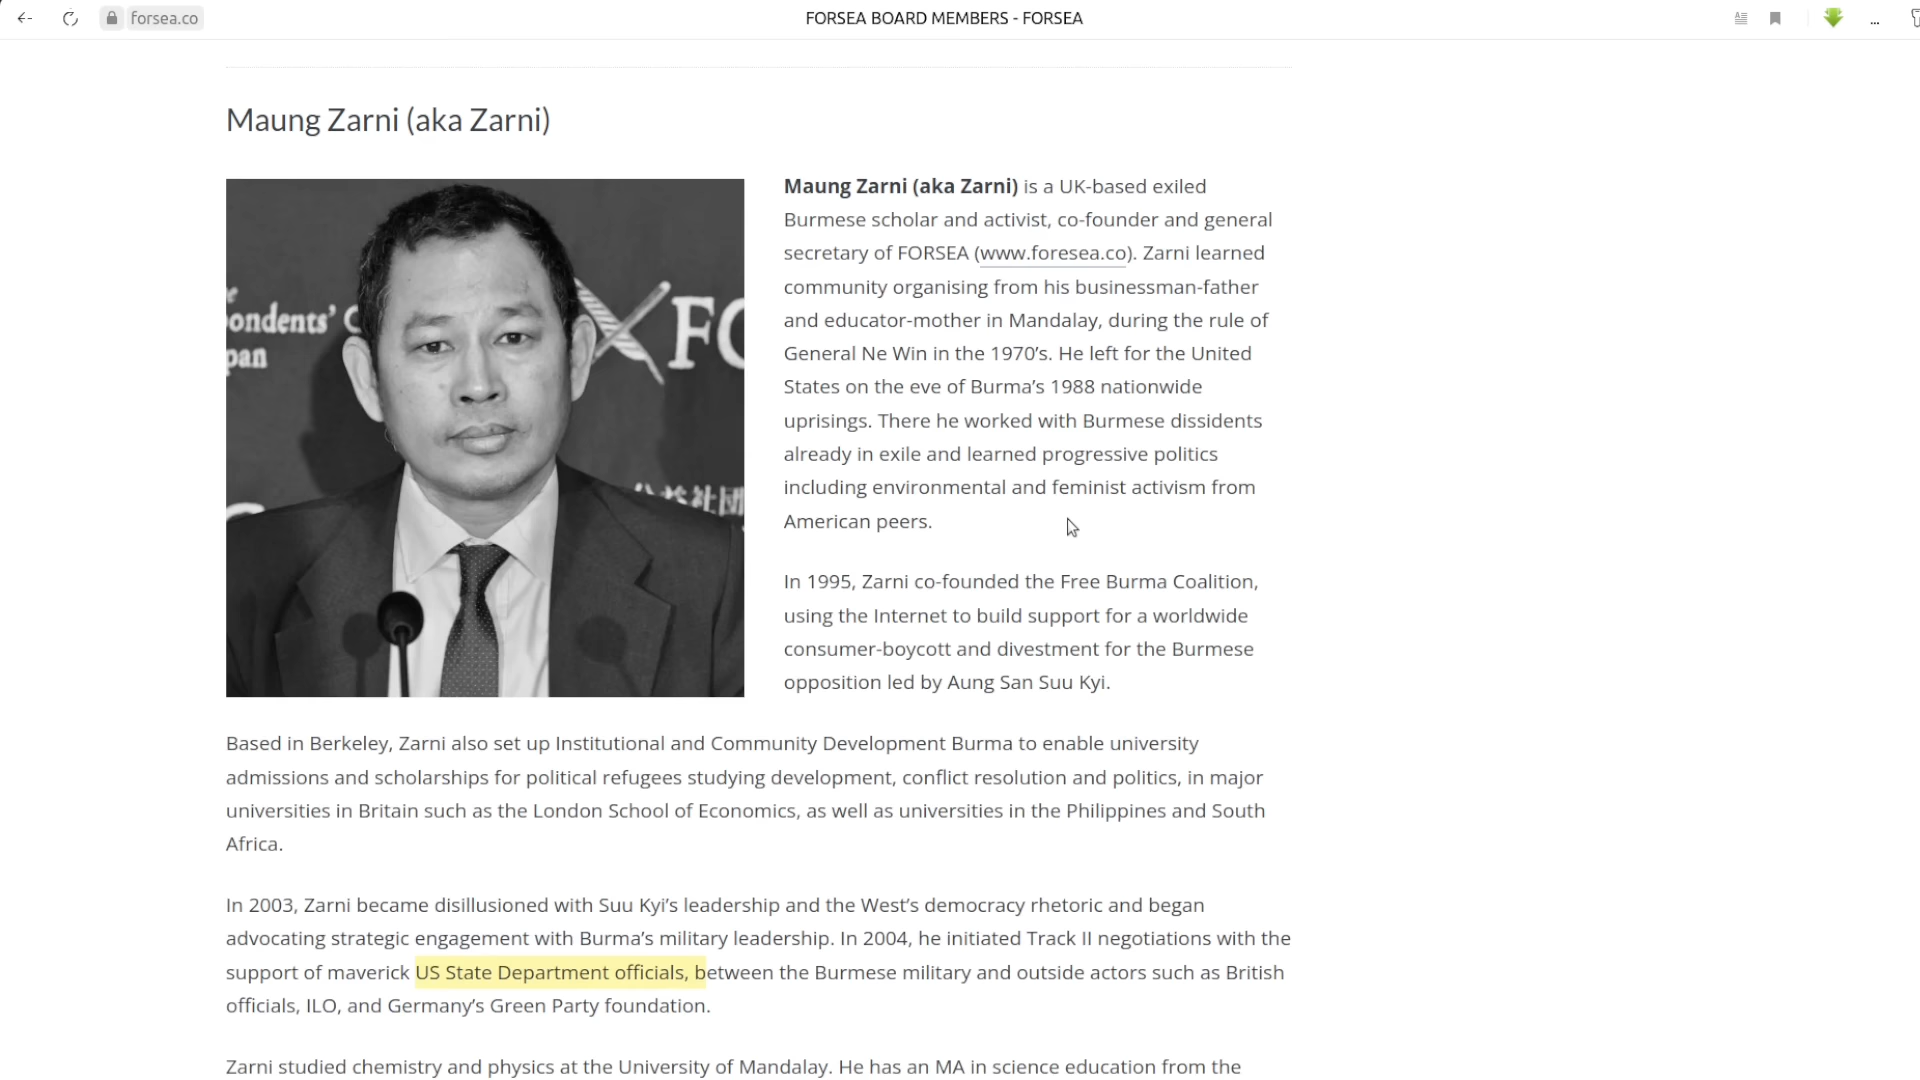 forsea.co
FORSEA BOARD MEMBERS - FORSEA
Maung Zarni (aka Zarni)
ondents' C
pan
FC
Maung Zarni (aka Zarni) is a UK-based exiled
Burmese scholar and activist, co-founder and general
secretary of FORSEA (www.foresea.co). Zarni learned
community organising from his businessman-father
and educator-mother in Mandalay, during the rule of
General Ne Win in the 1970's. He left for the United
States on the eve of Burma's 1988 nationwide
uprisings. There he worked with Burmese dissidents
already in exile and learned progressive politics
including environmental and feminist activism from
American peers.
In 1995, Zarni co-founded the Free Burma Coalition,
using the Internet to build support for a worldwide
consumer-boycott and divestment for the Burmese
opposition led by Aung San Suu Kyi.
Based in Berkeley, Zarni also set up Institutional and Community Development Burma to enable university
admissions and scholarships for political refugees studying development, conflict resolution and politics, in major
universities in Britain such as the London School of Economics, as well as universities in the Philippines and South
Africa.
In 2003, Zarni became disillusioned with Suu Kyi's leadership and the West's democracy rhetoric and began
advocating strategic engagement with Burma's military leadership. In 2004, he initiated Track II negotiations with the
support of maverick US State Department officials, between the Burmese military and outside actors such as British
officials, ILO, and Germany's Green Party foundation.
Zarni studied chemistry and physics at the University of Mandalay. He has an MA in science education from the